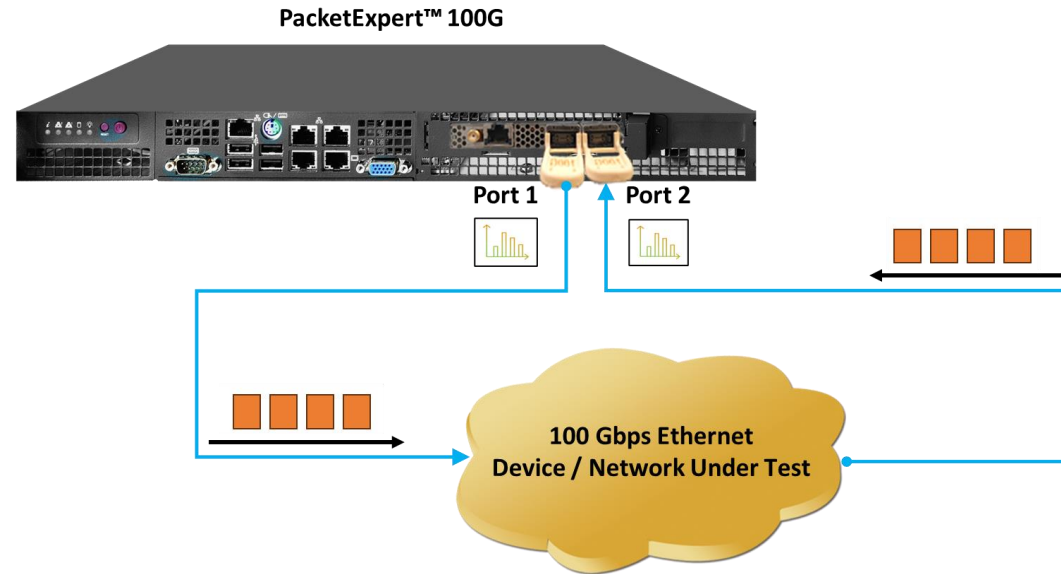 PacketExpert™ 100G
Port 1
Port 2
100 Gbps Ethernet
Device / Network Under Test